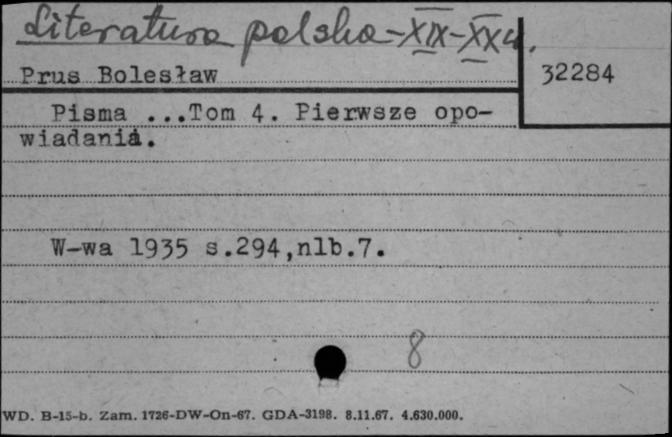 Literatura polska-XIX-XX w.
Prus Bolesław
32284
Pisma ...Tom 4. Pierwsze opo-
wiadania.
W-wa 1935 s.294,nlb.7.
8
WD. B-15-b. Zam. 1726-DW-On-67. GDA-3198. 8.11.67. 4.630.000.